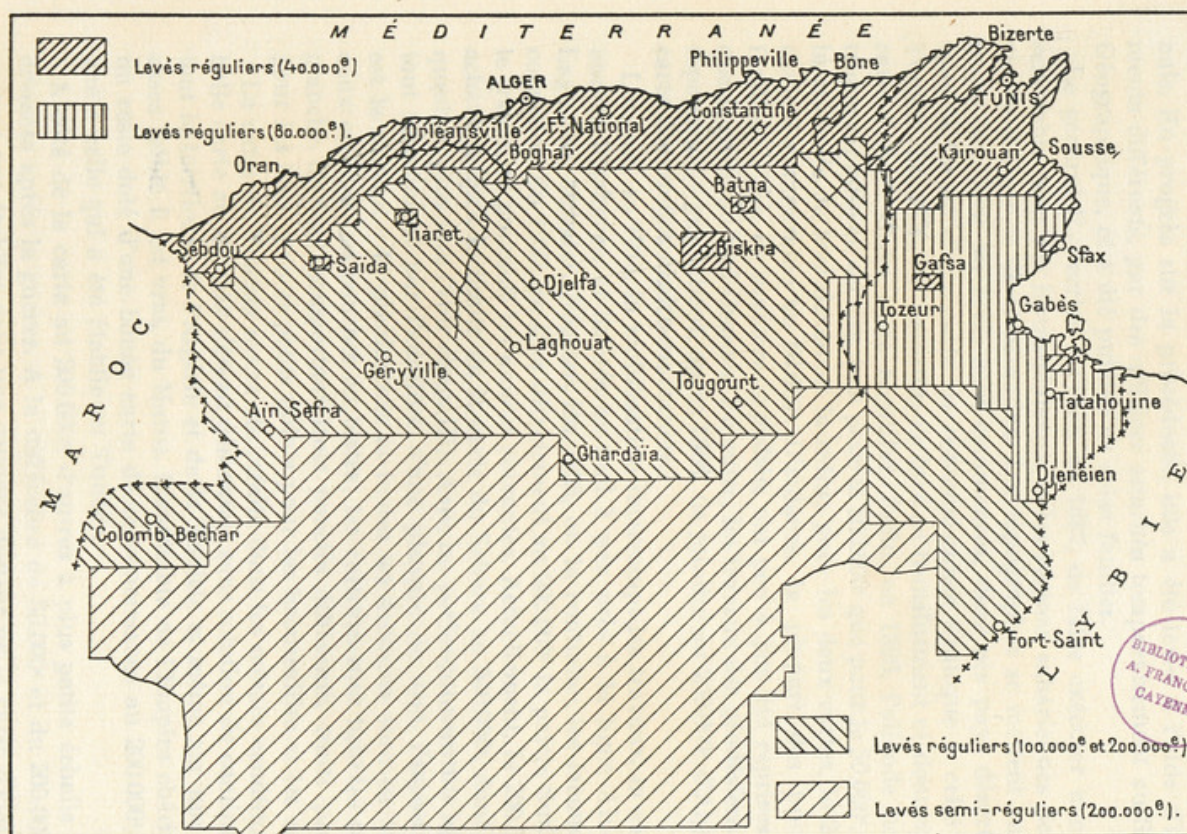 MÉDITERRANÉE
Levés réguliers (40.000e.)
Levés réguliers (80.000e).
Bizerte
Philippeville
Bône
ALGER
TUNIS
Orléansville
Ft. National
Constantine
Boghar
Kairouan
Sousse
Oran
Batna
Tiaret
Sebdou
Saïda
Biskra
Gafsa
Sfax
Djelfa
Tozeur
Gabès
Laghouat
Géryville
Tougourt
Tatahouine
Aïn Sefra
Ghardaïa
Djeneien
MAROC
Colomb-Béchar
LYBIE
Fort-Saint
BIBLIOT
A. FRANC
CAYENN
Levés réguliers (100.000e. et 200.000e.)
Levés semi-réguliers (200.000e).